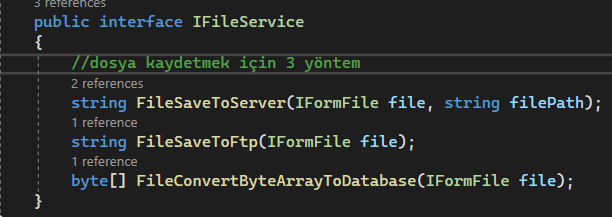 3 references
public interface IFileService
{
//dosya kaydetmek için 3 yöntem
2 references
string FileSaveToServer(IFormFile file, string filePath);
1 reference
string FileSaveToFtp(IFormFile file);
1 reference
byte[] FileConvertByteArrayToDatabase(IFormFile file);
}